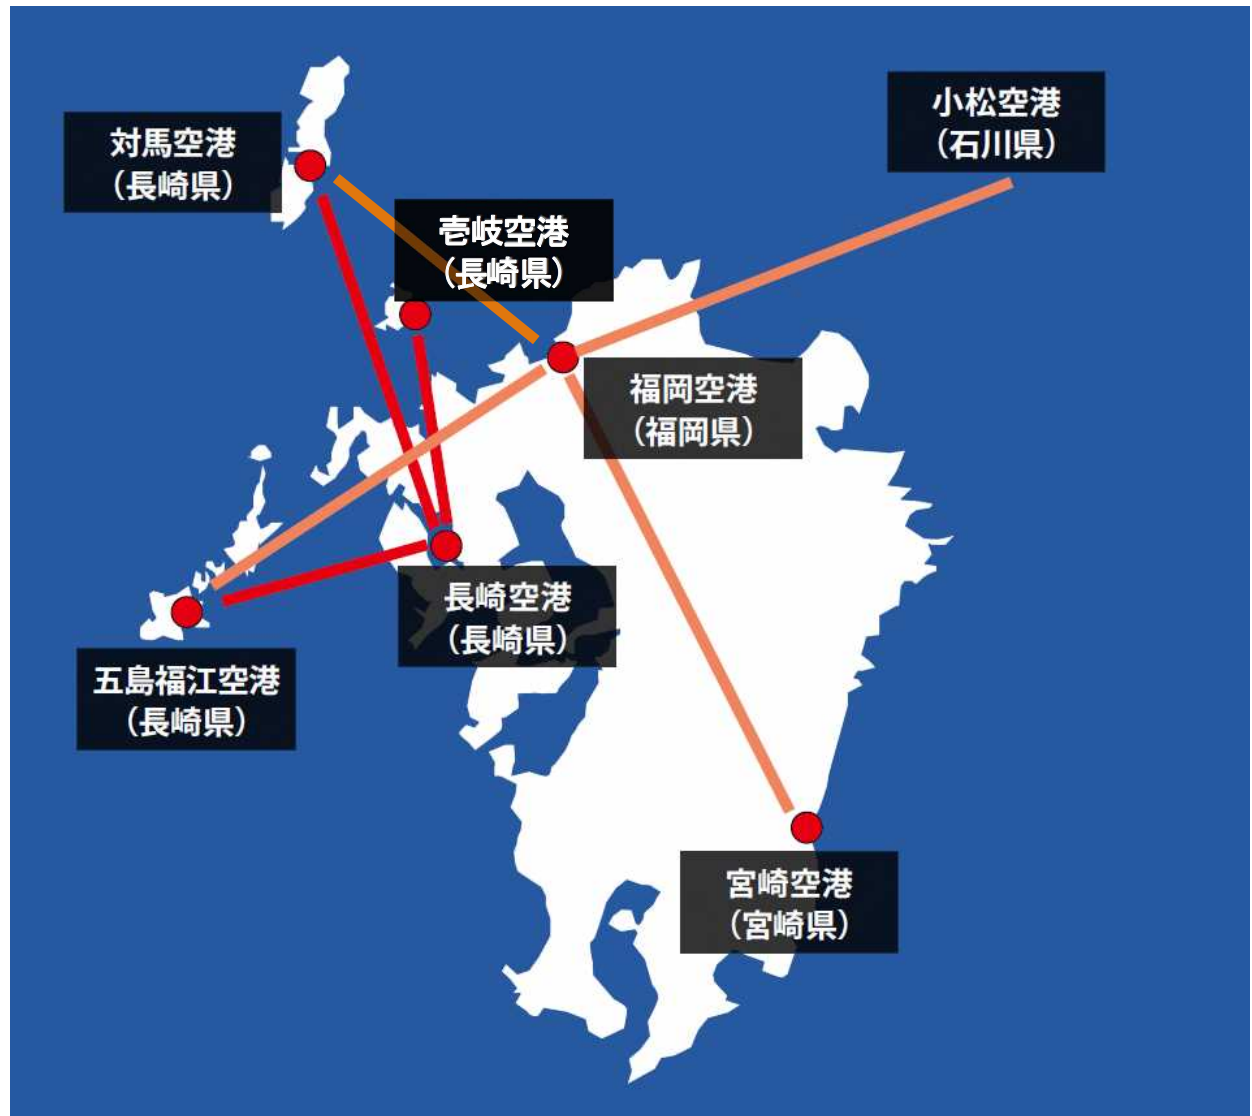 小松空港
（石川県）
対馬空港
（長崎県）
壱岐空港
（長崎県）
福岡空港
（福岡県）
長崎空港
（長崎県）
五島福江空港
（長崎県）
宮崎空港
（宮崎県）